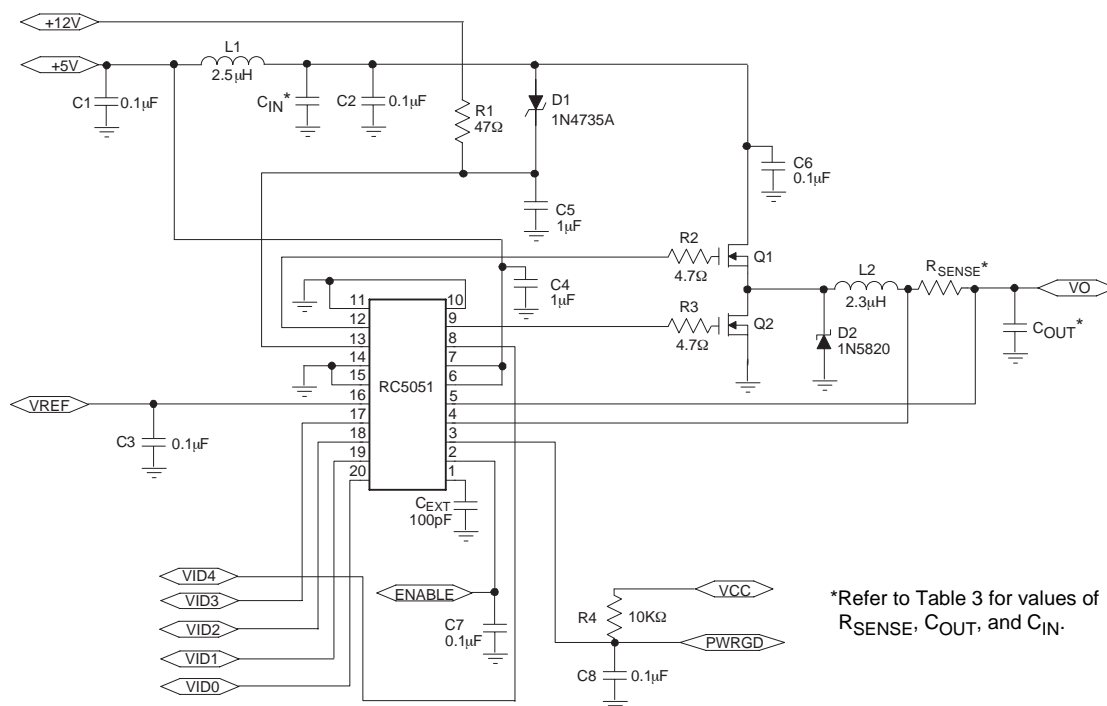 +12V
+5V
L1
2.5µH
C1
0.1µF
CIN*
C2
0.1µF
R1
47Ω
D1
1N4735A
C5
1µF
C6
0.1µF
R2
4.7Ω
Q1
C4
1µF
R3
4.7Ω
Q2
L2
2.3µH
RSENSE*
VO
COUT*
D2
1N5820
11
12
13
14
15
16
17
18
19
20
RC5051
10
9
8
7
6
5
4
3
2
1
VREF
C3
0.1µF
CEXT
100pF
VID4
VID3
VID2
VID1
VID0
ENABLE
C7
0.1µF
VCC
R4
10KΩ
PWRGD
C8
0.1µF
*Refer to Table 3 for values of
RSENSE, COUT, and CIN.